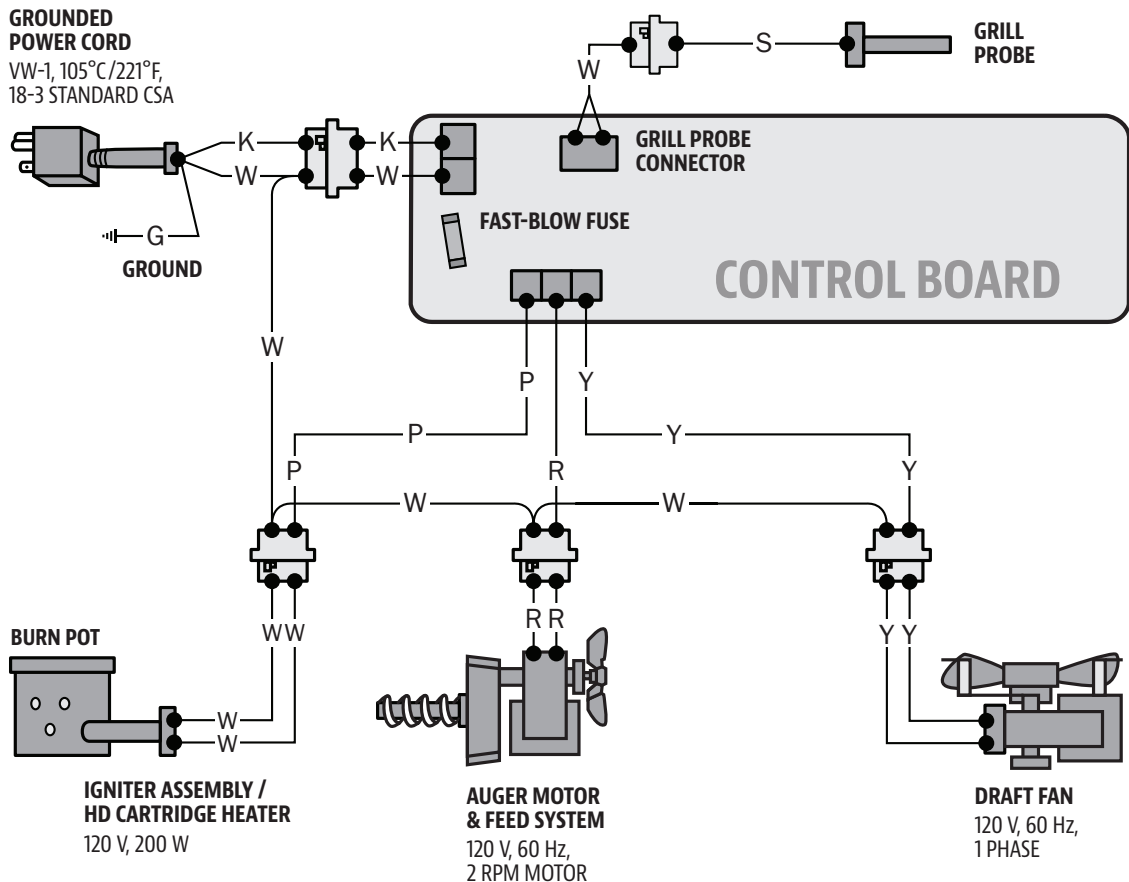 GROUNDED
POWER CORD
VW-1, 105°C/221°F,
18-3 STANDARD CSA
GRILL
PROBE
S
W
K
K
W
W
GRILL PROBE
CONNECTOR
G
GROUND
FAST-BLOW FUSE
CONTROL BOARD
W
P
Y
P
Y
P
R
Y
W
W
R R
W W
Y Y
BURN POT
W
W
IGNITER ASSEMBLY /
HD CARTRIDGE HEATER
120 V, 200 W
AUGER MOTOR
& FEED SYSTEM
120 V, 60 Hz,
2 RPM MOTOR
DRAFT FAN
120 V, 60 Hz,
1 PHASE